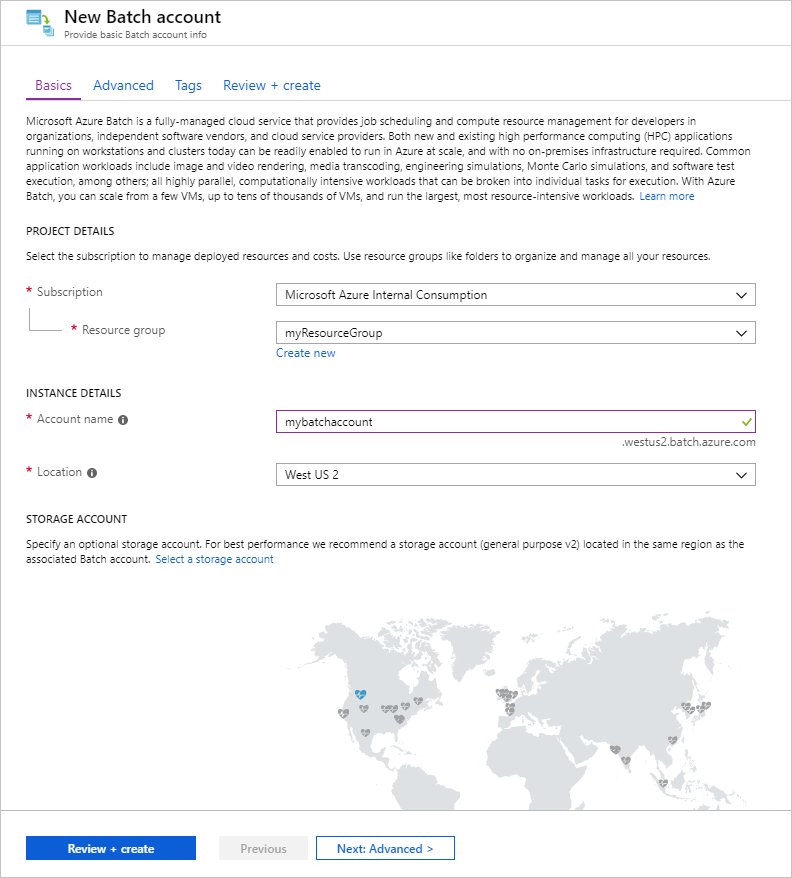 New Batch account
Provide basic Batch account info
Basics Advanced Tags Review + create
Microsoft Azure Batch is a fully-managed cloud service that provides job scheduling and compute resource management for developers in
organizations, independent software vendors, and cloud service providers. Both new and existing high performance computing (HPC) applications
running on workstations and clusters today can be readily enabled to run in Azure at scale, and with no on-premises infrastructure required. Common
application workloads include image and video rendering, media transcoding, engineering simulations, Monte Carlo simulations, and software test
execution, among others; all highly parallel, computationally intensive workloads that can be broken into individual tasks for execution. With Azure
Batch, you can scale from a few VMs, up to tens of thousands of VMs, and run the largest, most resource-intensive workloads. Learn more
PROJECT DETAILS
Select the subscription to manage deployed resources and costs. Use resource groups like folders to organize and manage all your resources.
* Subscription
Microsoft Azure Internal Consumption
* Resource group
myResourceGroup
Create new
INSTANCE DETAILS
* Account name
mybatchaccount
.westus2.batch.azure.com
* Location
West US 2
STORAGE ACCOUNT
Specify an optional storage account. For best performance we recommend a storage account (general purpose v2) located in the same region as the
associated Batch account. Select a storage account
Review + create Previous Next: Advanced >